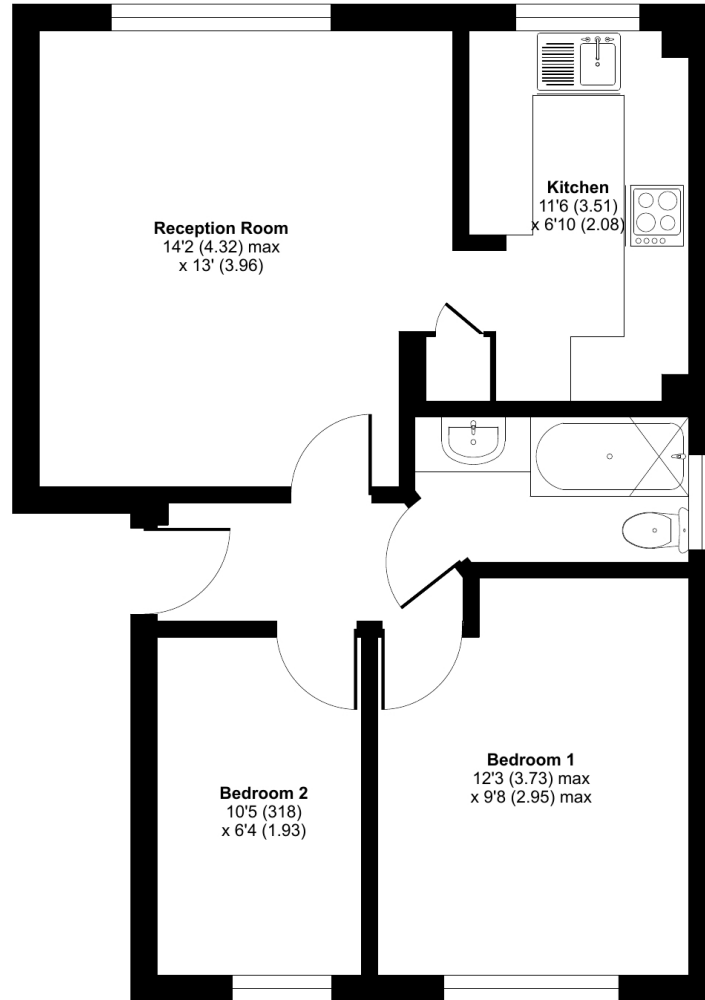 Reception Room
14'2 (4.32) max
x 13' (3.96)
Kitchen
11'6 (3.51)
x 6'10 (2.08)
Bedroom 1
12'3 (3.73) max
x 9'8 (2.95) max
Bedroom 2
10'5 (318)
x 6'4 (1.93)